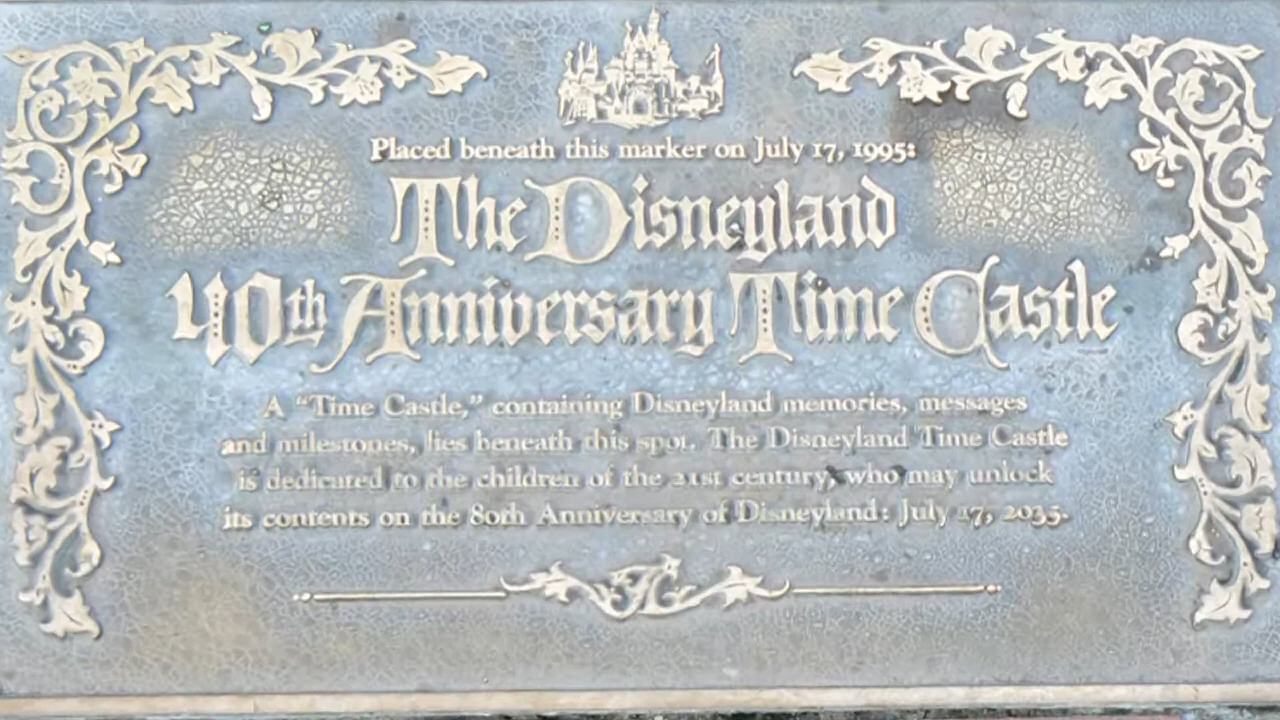 Placed beneath this marker on July 17, 1995:
The Disneyland
40th Anniversary Time Castle
A “Time Castle,” containing Disneyland memories, messages
and milestones, lies beneath this spot. The Disneyland Time Castle
is dedicated to the children of the 21st century, who may unlock
its contents on the 80th Anniversary of Disneyland: July 17, 2035.